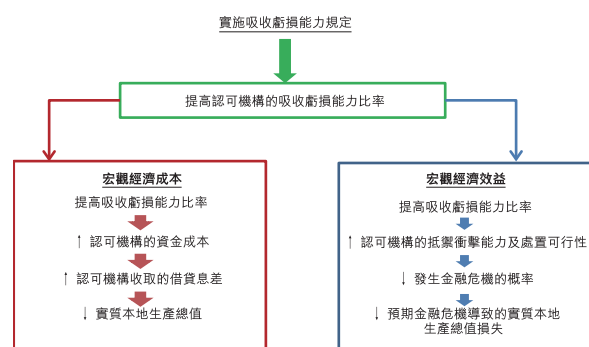 實施吸收虧損能力規定
提高認可機構的吸收虧損能力比率
宏觀經濟成本
提高吸收虧損能力比率
↑ 認可機構的資金成本
↑ 認可機構收取的借貸息差
↓ 實質本地生產總值
宏觀經濟效益
提高吸收虧損能力比率
↑ 認可機構的抵禦衝擊能力及處置可行性
↓ 發生金融危機的概率
↓ 預期金融危機導致的實質本地
生產總值損失